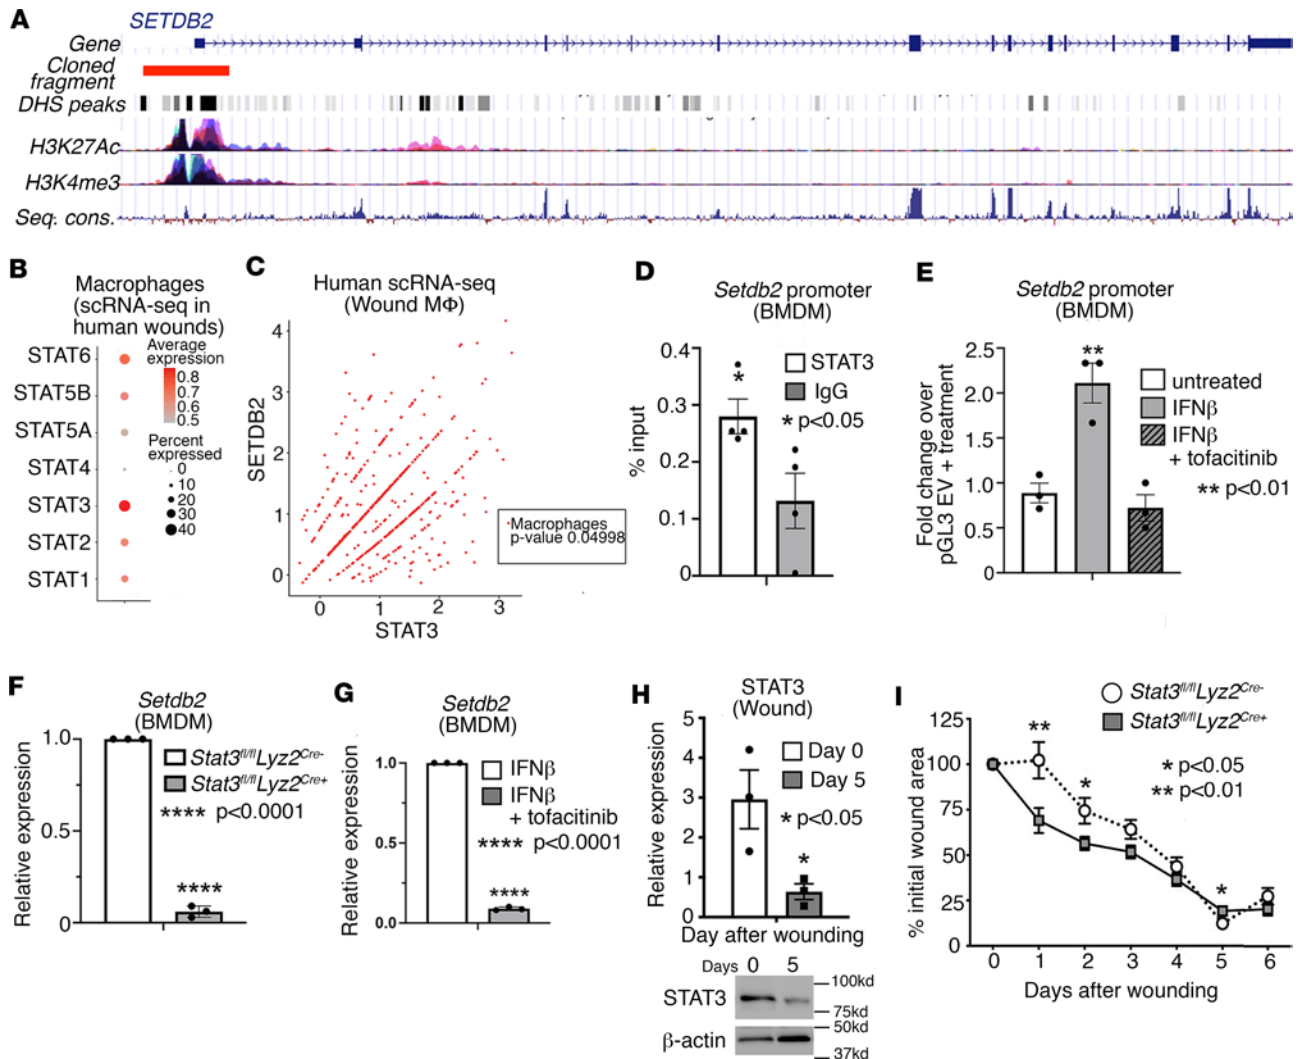 A
SETDB2
Gene
Cloned
fragment
DHS peaks
H3K27Ac
H3K4me3
Seq. cons.
B
Macrophages
(scRNA-seq in
human wounds)
STAT6
STAT5B
STAT5A
STAT4
STAT3
STAT2
STAT1
Average
expression
0.8
0.7
0.6
0.5
Percent
expressed
0
10
20
30
40
C
Human scRNA-seq
(Wound MΦ)
SETDB2
4
3
2
1
0
0 1 2 3
STAT3
Macrophages
p-value 0.04998
D
Setdb2 promoter
(BMDM)
% input
0.4
0.3
0.2
0.1
0
*
STAT3
IgG
* p<0.05
E
Setdb2 promoter
(BMDM)
Fold change over
pGL3 EV + treatment
2.5
2.0
1.5
1.0
0.5
0
**
untreated
IFNβ
IFNβ
+ tofacitinib
** p<0.01
F
Setdb2
(BMDM)
Relative expression
1.0
0.5
0
Stat3fl/flLyz2Cre-
Stat3fl/flLyz2Cre+
**** p<0.0001
****
G
Setdb2
(BMDM)
Relative expression
1.0
0.5
0.0
IFNβ
IFNβ
+ tofacitinib
**** p<0.0001
****
H
STAT3
(Wound)
Relative expression
5
4
3
2
1
0
Day 0
Day 5
* p<0.05
*
Day after wounding
Days 0 5
STAT3
β-actin
100kd
75kd
50kd
37kd
I
Stat3fl/flLyz2Cre-
Stat3fl/flLyz2Cre+
% initial wound area
125
100
75
50
25
0
**
*
*
* p<0.05
** p<0.01
0 1 2 3 4 5 6
Days after wounding